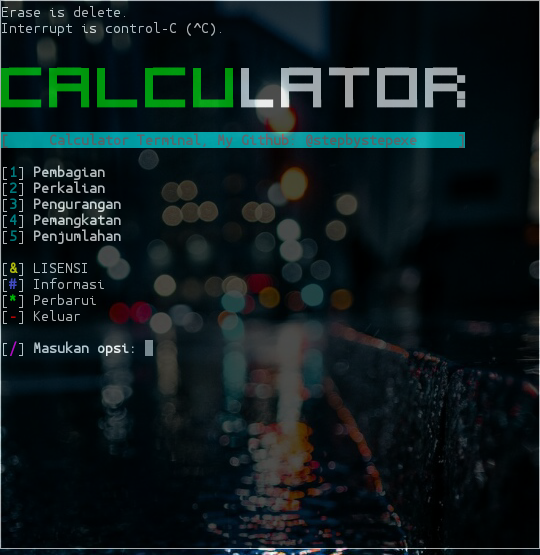 Erase is delete.
Interrupt is control-C (^C).
CALCULATOR
[ Calculator Terminal, My Github @stepbystepexe ]
[1] Pembagian
[2] Perkalian
[3] Pengurangan
[4] Pemangkatan
[5] Penjumlahan
[&] LISENSI
[#] Informasi
[*] Perbarui
[-] Keluar
[/] Masukan opsi: